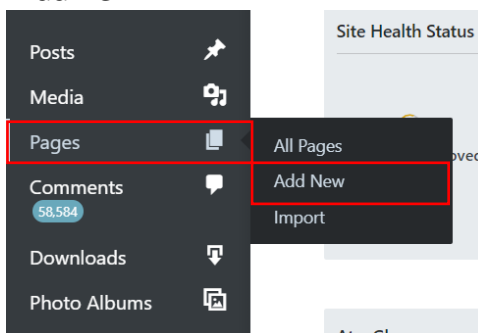 Posts
Media
Pages
Comments
58,584
Downloads
Photo Albums
All Pages
Add New
Import
Site Health Status